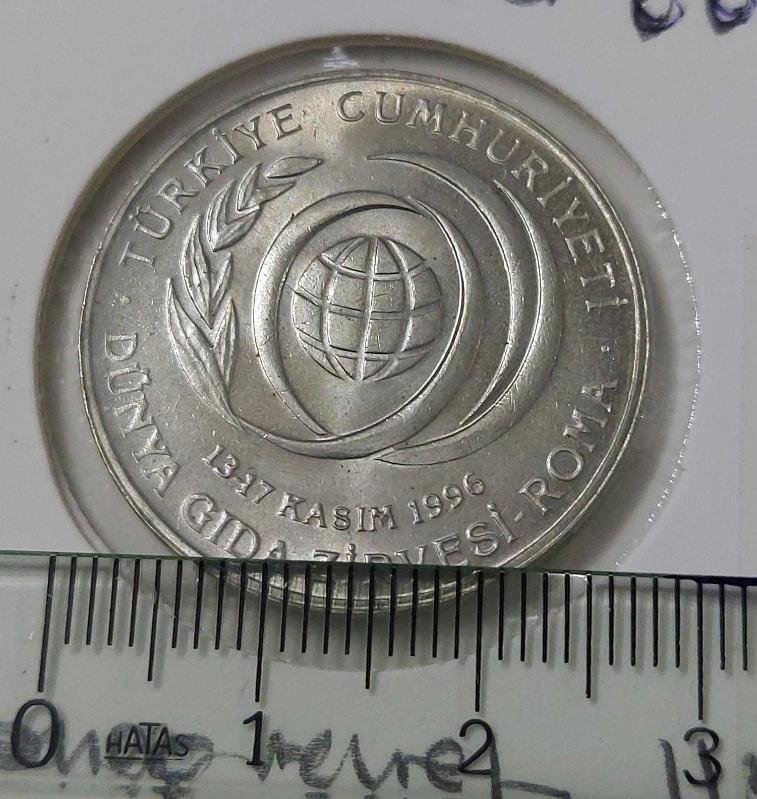 TÜRKİYE CUMHURİYETİ
13-17 KASIM 1996
DÜNYA GIDA ZİRVESİ-ROMA
0 1 2 3
HATAS